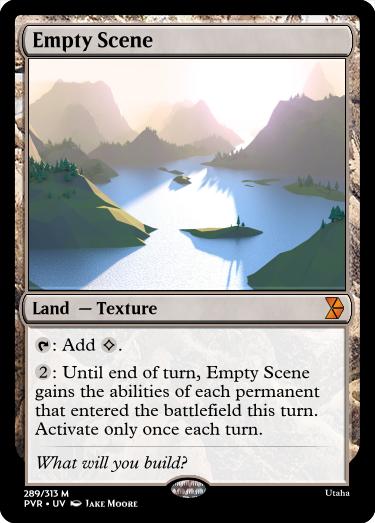 Empty Scene
Land — Texture
: Add .
2: Until end of turn, Empty Scene
gains the abilities of each permanent
that entered the battlefield this turn.
Activate only once each turn.
What will you build?
289/313 M
Utaha
PVR • UV Jake Moore